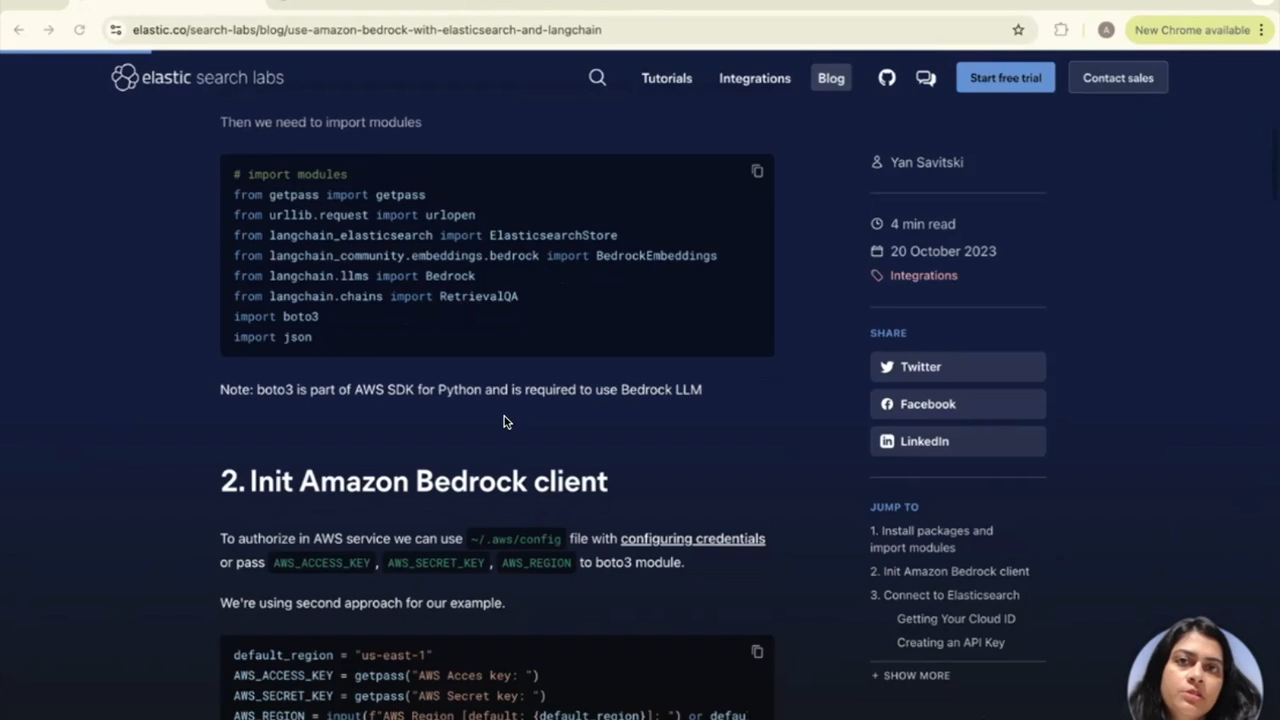 elastic.co/search-labs/blog/use-amazon-bedrock-with-elasticsearch-and-langchain
A
New Chrome available
elastic search labs
Tutorials
Integrations
Blog
Start free trial
Contact sales
Then we need to import modules
# import modules
from getpass import getpass
from urllib.request import urlopen
from langchain_elasticsearch import ElasticsearchStore
from langchain_community.embeddings.bedrock import BedrockEmbeddings
from langchain.llms import Bedrock
from langchain.chains import RetrievalQA
import boto3
import json
Note: boto3 is part of AWS SDK for Python and is required to use Bedrock LLM
2. Init Amazon Bedrock client
To authorize in AWS service we can use ~/.aws/config file with configuring credentials
or pass AWS_ACCESS_KEY, AWS_SECRET_KEY, AWS_REGION to boto3 module.
We're using second approach for our example.
default_region = "us-east-1"
AWS_ACCESS_KEY = getpass("AWS Acces key: ")
AWS_SECRET_KEY = getpass("AWS Secret key: ")
AWS_REGION = input(f"AWS Region [default: {default_region}]: ") or defau
Yan Savitski
4 min read
20 October 2023
Integrations
SHARE
Twitter
Facebook
LinkedIn
JUMP TO
1. Install packages and
import modules
2. Init Amazon Bedrock client
3. Connect to Elasticsearch
Getting Your Cloud ID
Creating an API Key
+ SHOW MORE